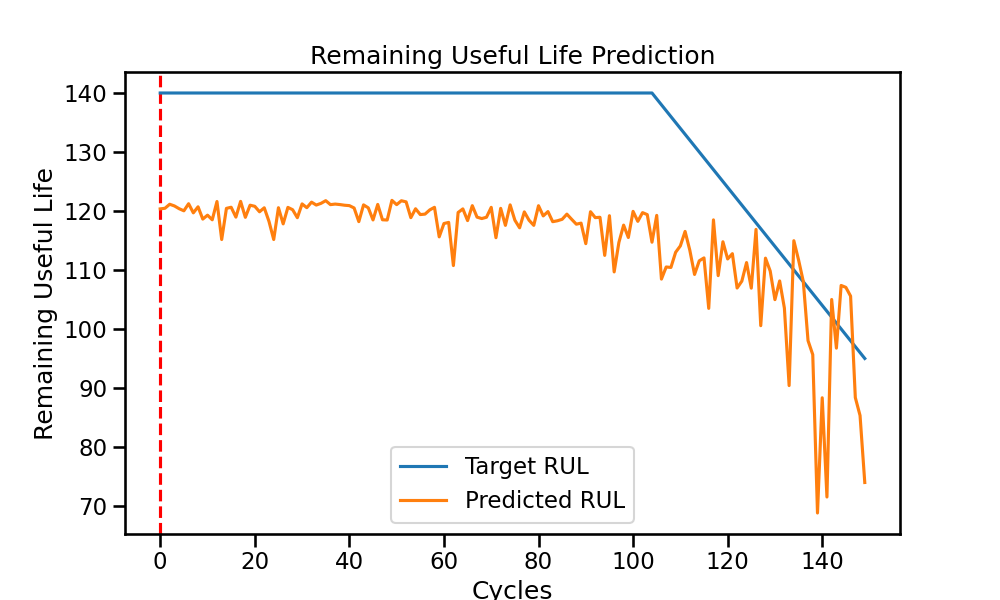 Remaining Useful Life Prediction
Remaining Useful Life
140
130
120
110
100
90
80
70
Target RUL
Predicted RUL
0 20 40 60 80 100 120 140
Cycles